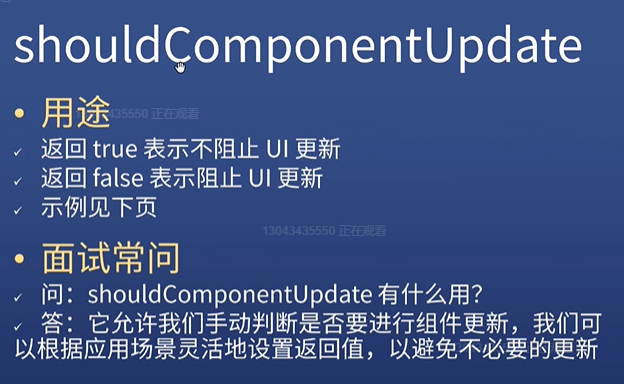 shouldComponentUpdate
• 用途
13043435550 正在观看
✓ 返回 true 表示不阻止 UI 更新
✓ 返回 false 表示阻止 UI 更新
✓ 示例见下页
13043435550 正在观看
• 面试常问
✓ 问：shouldComponentUpdate 有什么用？
✓ 答：它允许我们手动判断是否要进行组件更新，我们可
以根据应用场景灵活地设置返回值，以避免不必要的更新